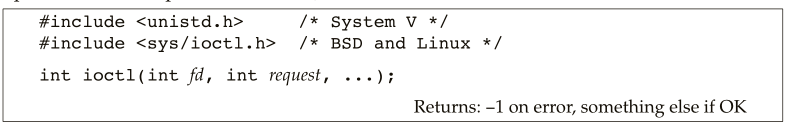 #include <unistd.h>      /* System V */
#include <sys/ioctl.h>  /* BSD and Linux */
int ioctl(int fd, int request, ...);
Returns: –1 on error, something else if OK